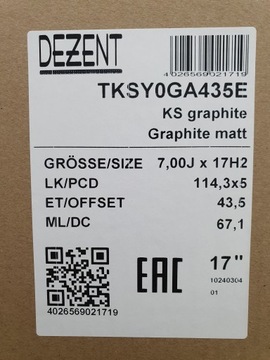 DEZENT
4026569021719
TKSY0GA435E
KS graphite
Graphite matt
GRÖSSE/SIZE 7,00J x 17H2
LK/PCD 114,3x5
ET/OFFSET 43,5
ML/DC 67,1
EAC 17"
10240304
01
4026569021719